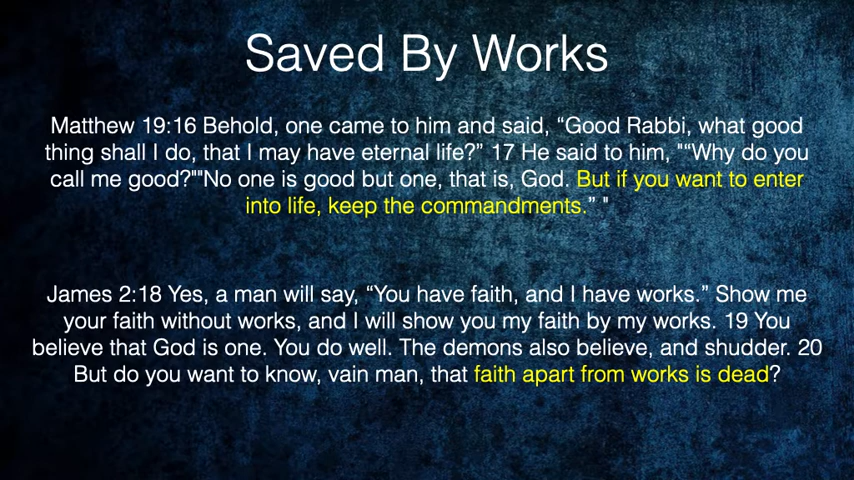 Saved By Works
Matthew 19:16 Behold, one came to him and said, “Good Rabbi, what good
thing shall I do, that I may have eternal life?” 17 He said to him, "“Why do you
call me good?”"No one is good but one, that is, God. But if you want to enter
into life, keep the commandments.” "
James 2:18 Yes, a man will say, “You have faith, and I have works.” Show me
your faith without works, and I will show you my faith by my works. 19 You
believe that God is one. You do well. The demons also believe, and shudder. 20
But do you want to know, vain man, that faith apart from works is dead?